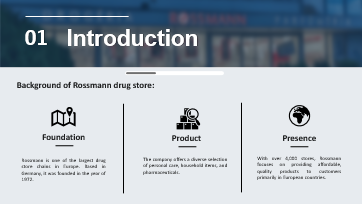 01 Introduction
Background of Rossmann drug store:
Foundation
Rossmann is one of the largest drug
store chains in Europe. Based in
Germany, it was founded in the year of
1972.
Product
The company offers a diverse selection
of personal care, household items, and
pharmaceuticals.
Presence
With over 4,000 stores, Rossmann
focuses on providing affordable,
quality products to customers
primarily in European countries.